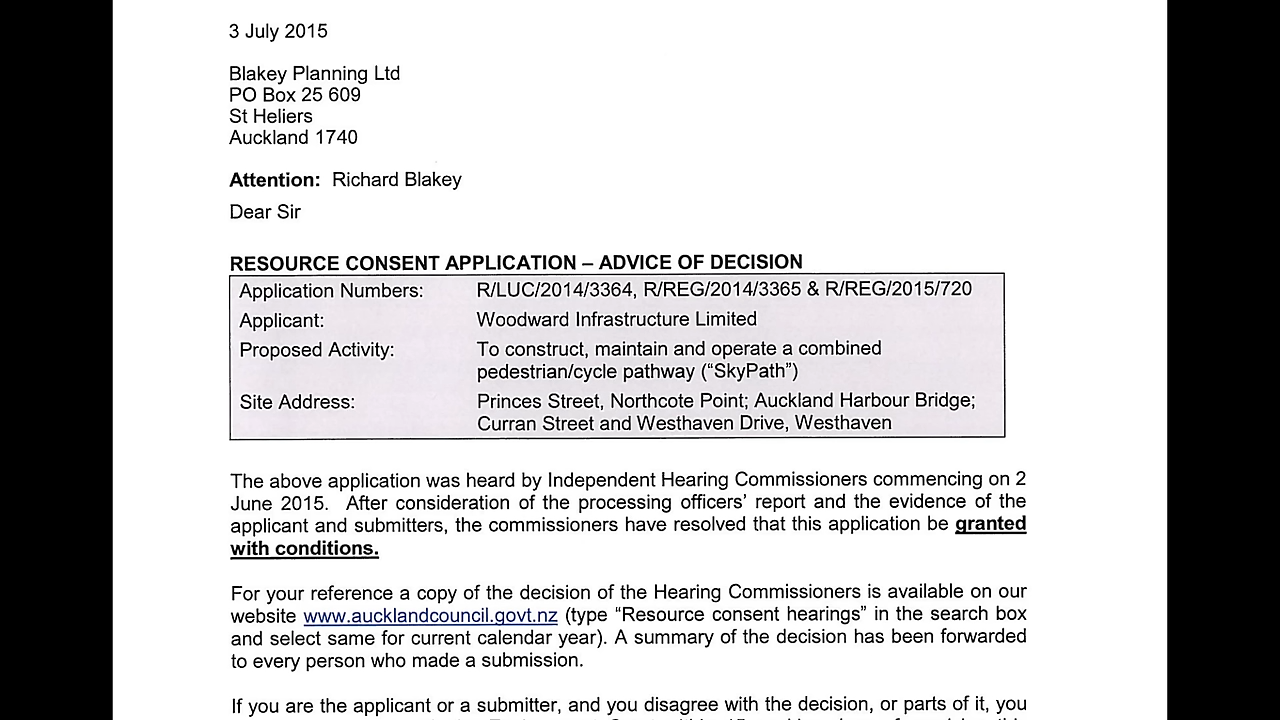 3 July 2015
Blakey Planning Ltd
PO Box 25 609
St Heliers
Auckland 1740
Attention: Richard Blakey
Dear Sir
RESOURCE CONSENT APPLICATION – ADVICE OF DECISION
Application Numbers: R/LUC/2014/3364, R/REG/2014/3365 & R/REG/2015/720
Applicant: Woodward Infrastructure Limited
Proposed Activity: To construct, maintain and operate a combined
pedestrian/cycle pathway (“SkyPath”)
Site Address: Princes Street, Northcote Point; Auckland Harbour Bridge;
Curran Street and Westhaven Drive, Westhaven
The above application was heard by Independent Hearing Commissioners commencing on 2
June 2015. After consideration of the processing officers’ report and the evidence of the
applicant and submitters, the commissioners have resolved that this application be granted
with conditions.
For your reference a copy of the decision of the Hearing Commissioners is available on our
website www.aucklandcouncil.govt.nz (type “Resource consent hearings” in the search box
and select same for current calendar year). A summary of the decision has been forwarded
to every person who made a submission.
If you are the applicant or a submitter, and you disagree with the decision, or parts of it, you